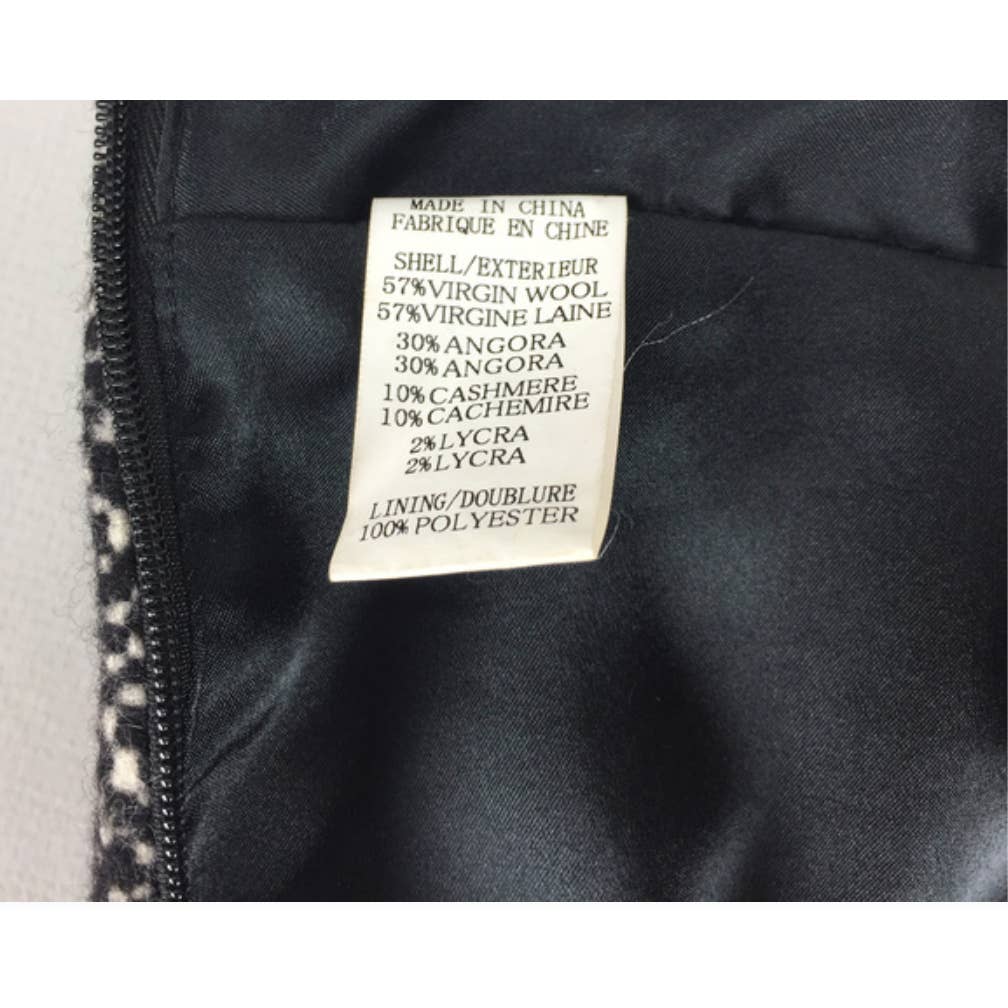 MADE IN CHINA
FABRIQUE EN CHINE
SHELL/EXTERIEUR
57%VIRGIN WOOL
57%VIRGINE LAINE
30%ANGORA
30%ANGORA
10%CASHMERE
10%CACHEMIRE
2%LYCRA
2%LYCRA
LINING/DOUBLURE
100%POLYESTER